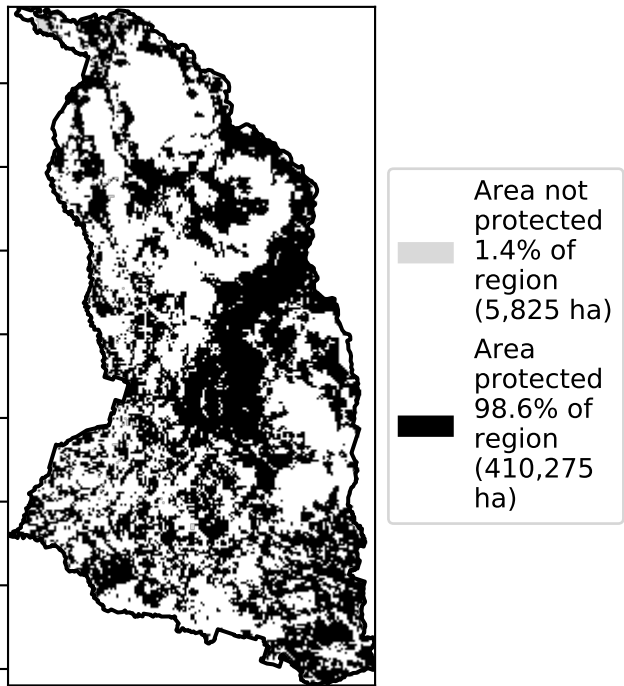 Area not
protected
1.4% of
region
(5,825 ha)
Area
protected
98.6% of
region
(410,275
ha)